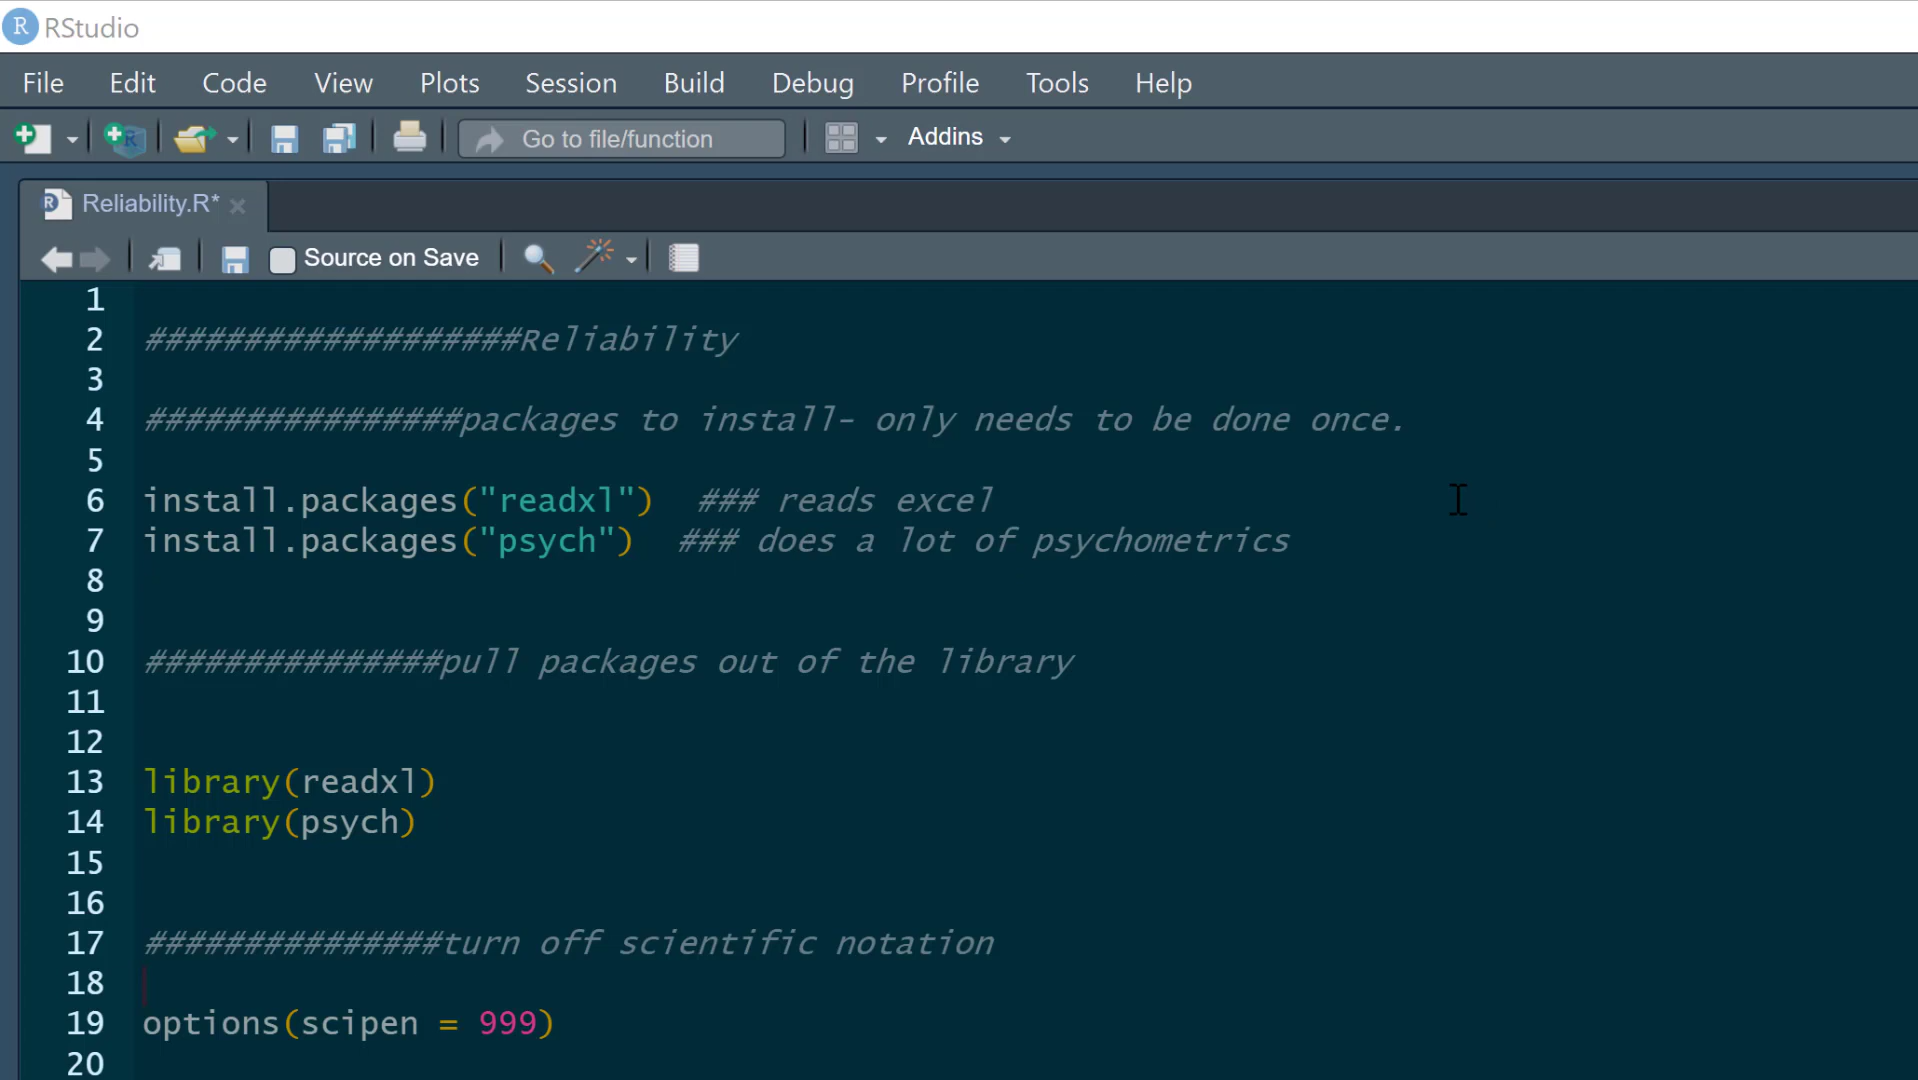 RStudio
File Edit Code View Plots Session Build Debug Profile Tools Help
Go to file/function Addins
Reliability.R*
Source on Save
1
2 ###################Reliability
3
4 ################packages to install- only needs to be done once.
5
6 install.packages("readxl")  ### reads excel
7 install.packages("psych")  ### does a lot of psychometrics
8
9
10 ###############pull packages out of the library
11
12
13 library(readxl)
14 library(psych)
15
16
17 ###############turn off scientific notation
18
19 options(scipen = 999)
20